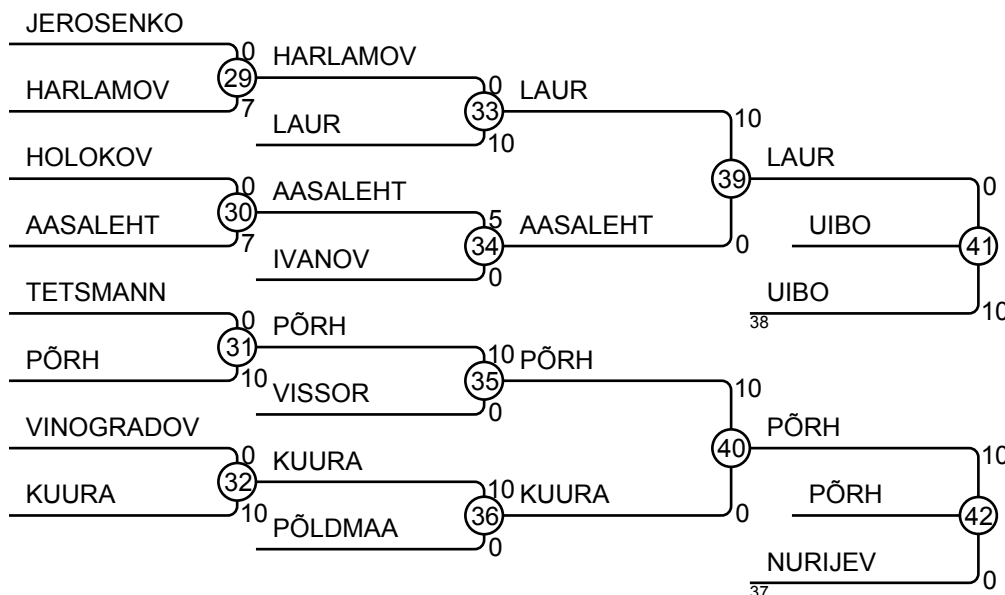 JEROSENKO
0
29
HARLAMOV
7
HARLAMOV
0
33
LAUR
10
LAUR
10
HOLOKOV
0
30
AASALEHT
7
AASALEHT
5
34
IVANOV
0
AASALEHT
39
0
LAUR
0
UIBO
41
UIBO
38
10
TETSMANN
0
31
PÕRH
10
PÕRH
10
35
VISSOR
0
PÕRH
10
VINOGRADOV
0
32
KUURA
10
KUURA
10
36
PÕLDMAA
0
KUURA
40
0
PÕRH
10
PÕRH
42
NURIJEV
37
0